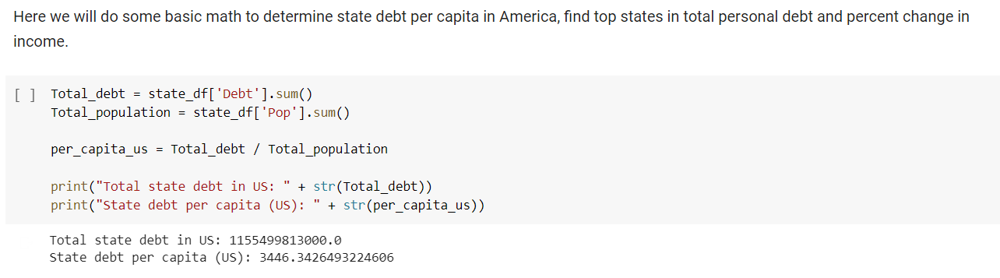 Here we will do some basic math to determine state debt per capita in America, find top states in total personal debt and percent change in
income.
[ ] Total_debt = state_df['Debt'].sum()
Total_population = state_df['Pop'].sum()
per_capita_us = Total_debt / Total_population
print("Total state debt in US: " + str(Total_debt))
print("State debt per capita (US): " + str(per_capita_us))
Total state debt in US: 1155499813000.0
State debt per capita (US): 3446.3426493224606